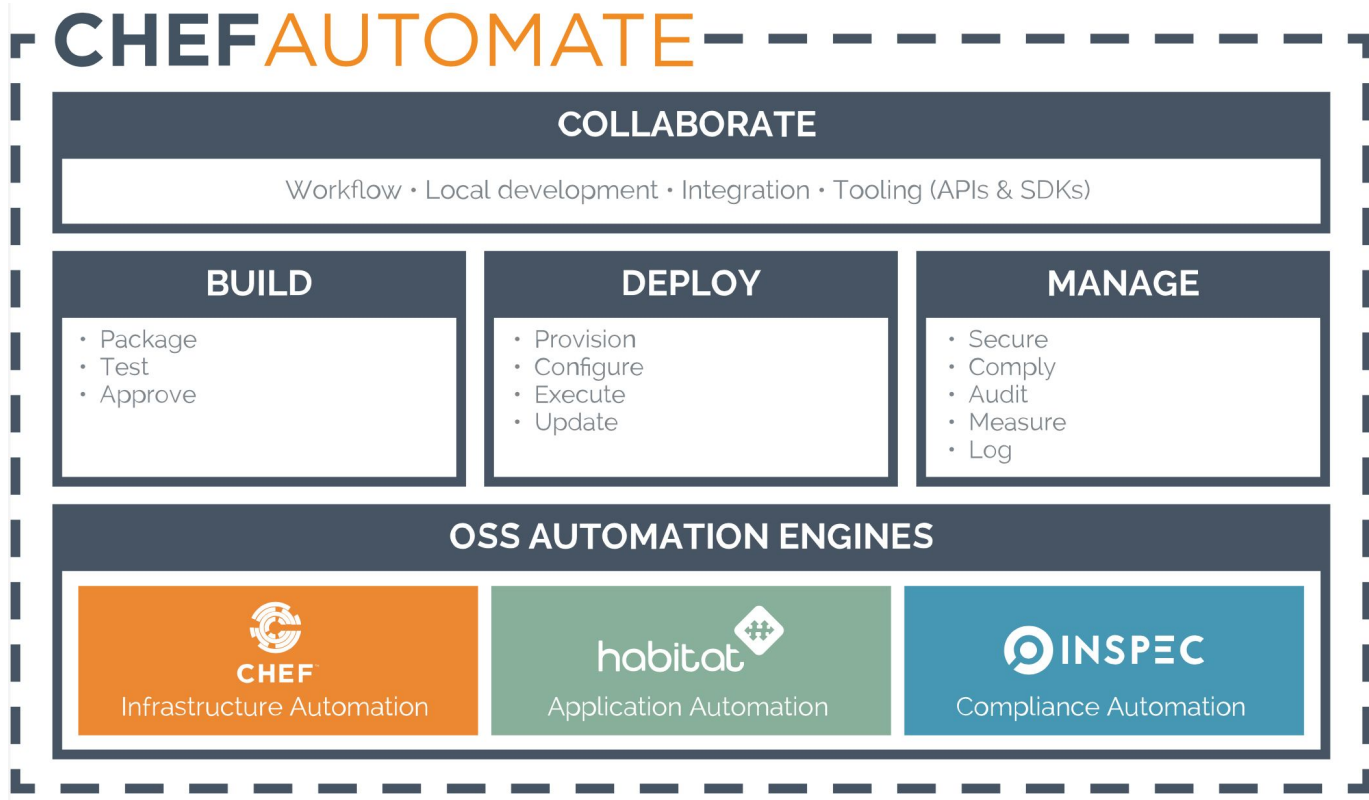 CHEFAUTOMATE
COLLABORATE
Workflow • Local development • Integration • Tooling (APIs & SDKs)
BUILD
• Package
• Test
• Approve
DEPLOY
• Provision
• Configure
• Execute
• Update
MANAGE
• Secure
• Comply
• Audit
• Measure
• Log
OSS AUTOMATION ENGINES
CHEF™
Infrastructure Automation
habitat
Application Automation
INSPEC
Compliance Automation